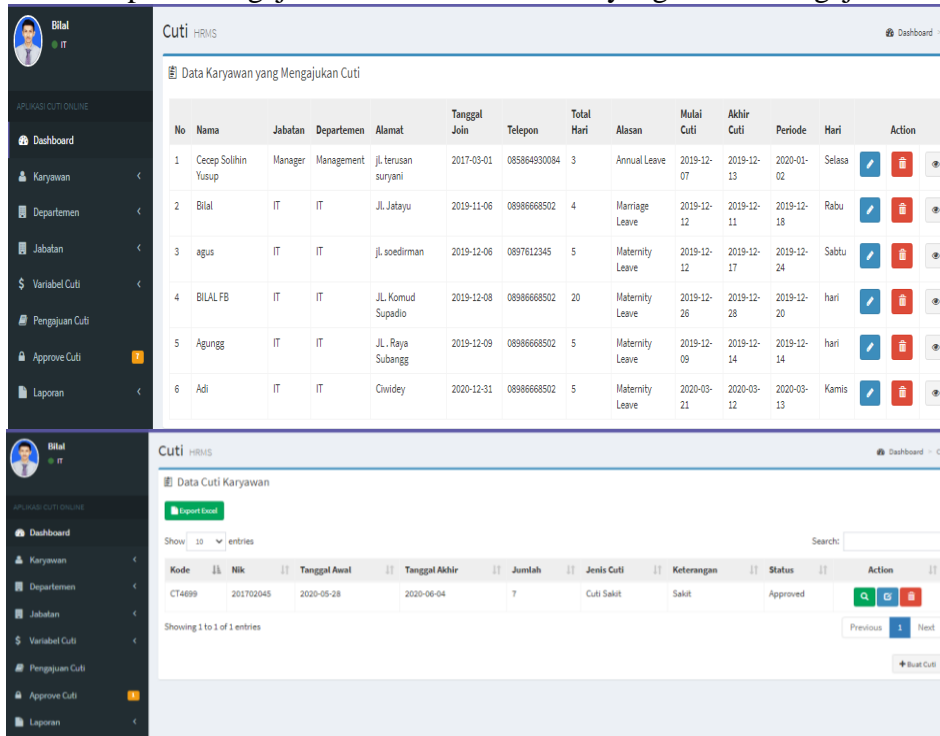 Bilal
IT
Cuti HRMS
Dashboard
Data Karyawan yang Mengajukan Cuti
APLIKASI CUTI ONLINE
Dashboard
Karyawan
Departemen
Jabatan
Variabel Cuti
Pengajuan Cuti
Approve Cuti 7
Laporan
No Nama Jabatan Departemen Alamat Tanggal Join Telepon Total Hari Alasan Mulai Cuti Akhir Cuti Periode Hari Action
1 Cecep Solihin Yusup Manager Management jl. terusan suryani 2017-03-01 085864930084 3 Annual Leave 2019-12-07 2019-12-13 2020-01-02 Selasa
2 Bilal IT IT Jl. Jatayu 2019-11-06 08986668502 4 Marriage Leave 2019-12-12 2019-12-11 2019-12-18 Rabu
3 agus IT IT jl. soedirman 2019-12-06 0897612345 5 Maternity Leave 2019-12-12 2019-12-17 2019-12-24 Sabtu
4 BILAL FB IT IT JL. Komud Supadio 2019-12-08 08986668502 20 Maternity Leave 2019-12-26 2019-12-28 2019-12-20 hari
5 Agungg IT IT JL . Raya Subangg 2019-12-09 08986668502 5 Maternity Leave 2019-12-09 2019-12-14 2019-12-14 hari
6 Adi IT IT Ciwidey 2020-12-31 08986668502 5 Maternity Leave 2020-03-21 2020-03-12 2020-03-13 Kamis
Bilal
IT
Cuti HRMS
Dashboard
Data Cuti Karyawan
APLIKASI CUTI ONLINE
Dashboard
Karyawan
Departemen
Jabatan
Variabel Cuti
Pengajuan Cuti
Approve Cuti
Laporan
Export Excel
Show 10 entries
Search:
Kode Nik Tanggal Awal Tanggal Akhir Jumlah Jenis Cuti Keterangan Status Action
CT4699 201702045 2020-05-28 2020-06-04 7 Cuti Sakit Sakit Approved
Showing 1 to 1 of 1 entries
Previous 1 Next
Buat Cuti